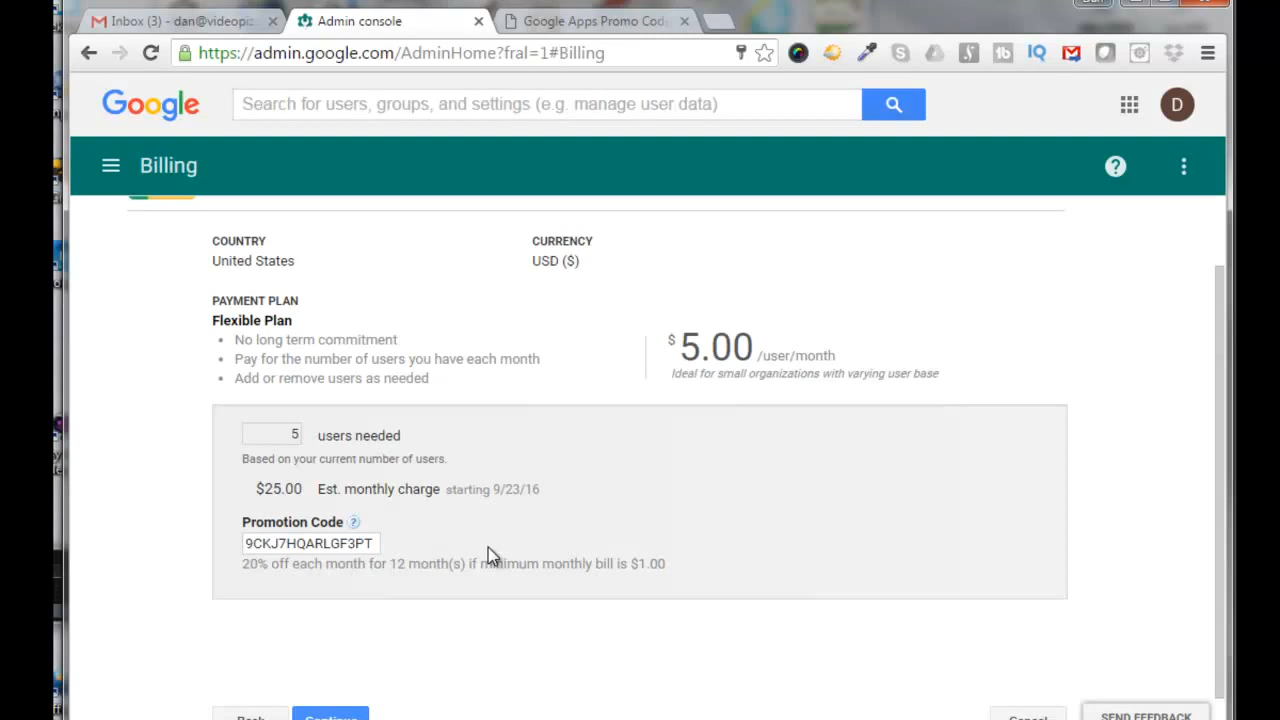 Inbox (3) - dan@videopiz
Admin console
Google Apps Promo Cod
https://admin.google.com/AdminHome?fral=1#Billing
Google
Search for users, groups, and settings (e.g. manage user data)
D
Billing
COUNTRY
United States
CURRENCY
USD ($)
PAYMENT PLAN
Flexible Plan
• No long term commitment
• Pay for the number of users you have each month
• Add or remove users as needed
$5.00 /user/month
Ideal for small organizations with varying user base
5 users needed
Based on your current number of users.
$25.00 Est. monthly charge starting 9/23/16
Promotion Code ?
9CKJ7HQARLGF3PT
20% off each month for 12 month(s) if minimum monthly bill is $1.00
Back
Continue
Cancel
SEND FEEDBACK